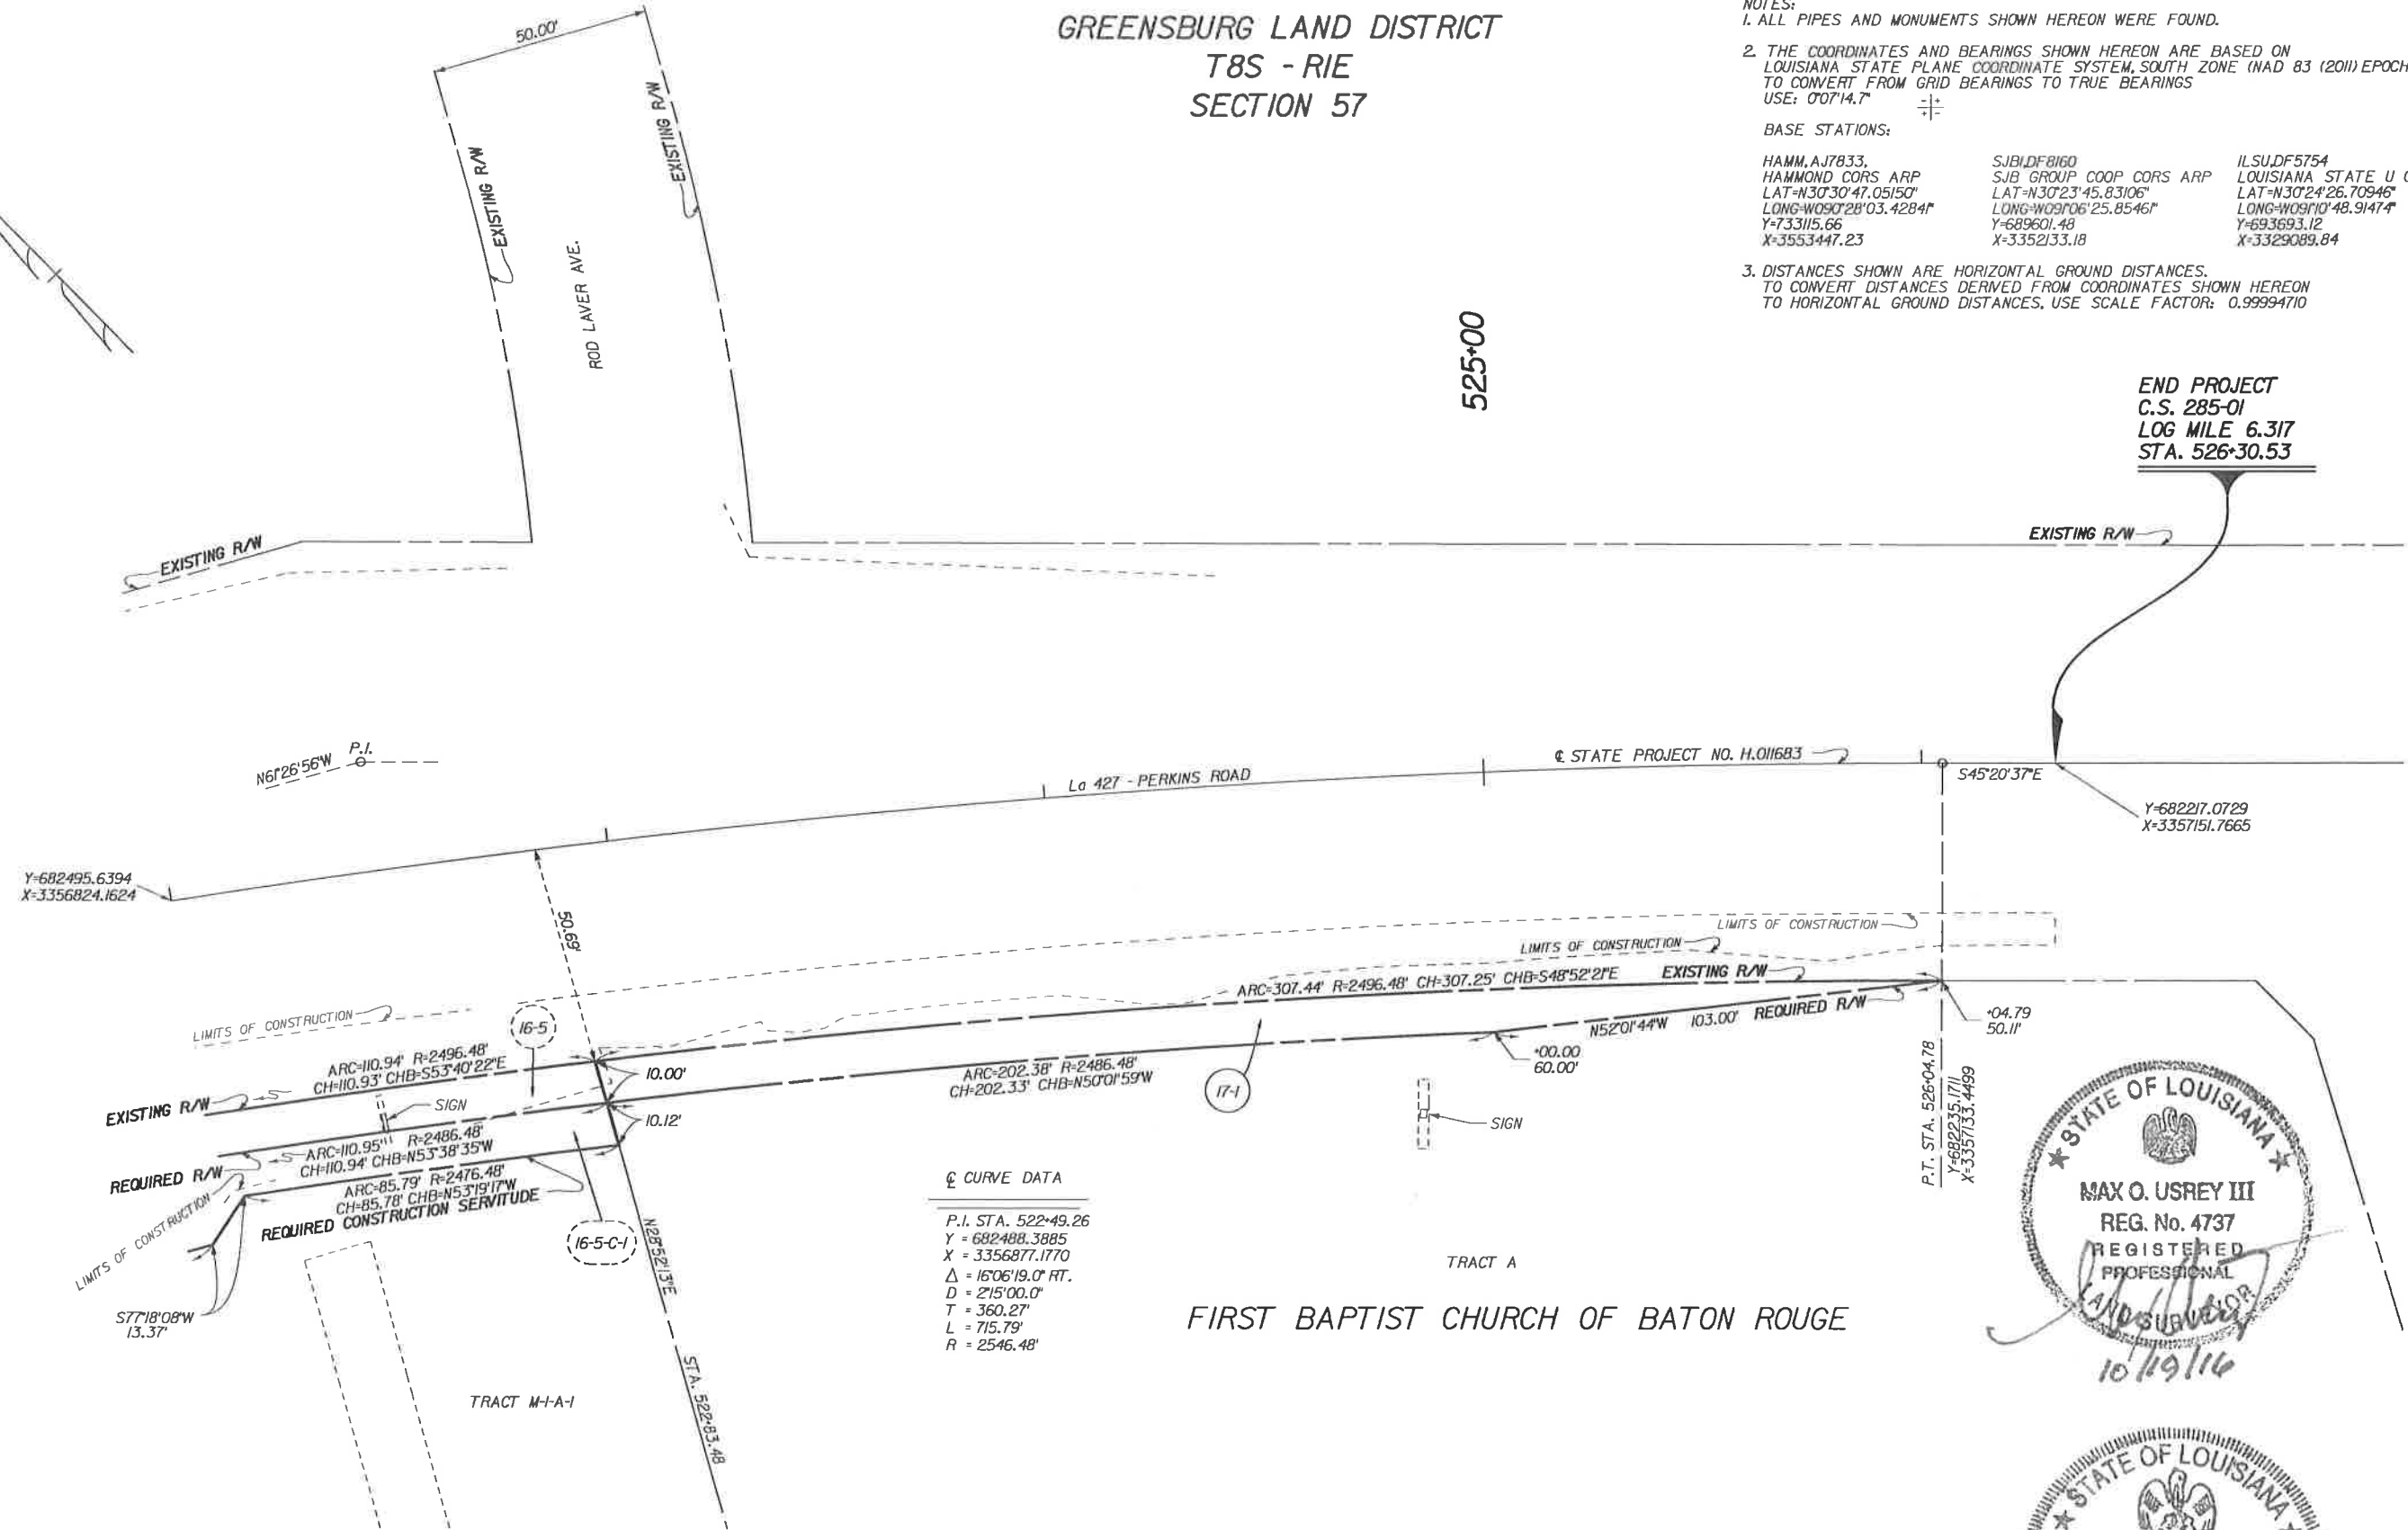 GREENSBURG LAND DISTRICT
T8S - R1E
SECTION 57
NOTES:
1. ALL PIPES AND MONUMENTS SHOWN HEREON WERE FOUND.
2. THE COORDINATES AND BEARINGS SHOWN HEREON ARE BASED ON
LOUISIANA STATE PLANE COORDINATE SYSTEM, SOUTH ZONE (NAD 83 (2011) EPOCH
TO CONVERT FROM GRID BEARINGS TO TRUE BEARINGS
USE: 0°07'14.7"
BASE STATIONS:
HAMM, AJ7833,
HAMMOND CORS ARP
LAT=N30°30'47.05150"
LONG=W090°28'03.42841"
Y=733115.66
X=3553447.23
SJB1,DF8160
SJB GROUP COOP CORS ARP
LAT=N30°23'45.83106"
LONG=W091°06'25.85461"
Y=689601.48
X=3352133.18
1LSU,DF5754
LOUISIANA STATE U
LAT=N30°24'26.70946"
LONG=W091°10'48.91474"
Y=693693.12
X=3329089.84
3. DISTANCES SHOWN ARE HORIZONTAL GROUND DISTANCES.
TO CONVERT DISTANCES DERIVED FROM COORDINATES SHOWN HEREON
TO HORIZONTAL GROUND DISTANCES, USE SCALE FACTOR: 0.99994710
50.00'
EXISTING R/W
EXISTING R/W
ROD LAVER AVE.
525+00
END PROJECT
C.S. 285-01
LOG MILE 6.317
STA. 526+30.53
EXISTING R/W
EXISTING R/W
N61°26'56"W
P.I.
La 427 - PERKINS ROAD
℄ STATE PROJECT NO. H.011683
S45°20'37"E
Y=682217.0729
X=3357151.7665
Y=682495.6394
X=3356824.1624
50.69'
LIMITS OF CONSTRUCTION
LIMITS OF CONSTRUCTION
LIMITS OF CONSTRUCTION
ARC=307.44' R=2496.48' CH=307.25' CHB=S48°52'21"E
EXISTING R/W
N52°01'44"W 103.00' REQUIRED R/W
+04.79
50.11'
16-5
ARC=110.94' R=2496.48'
CH=110.93' CHB=S53°40'22"E
EXISTING R/W
10.00'
ARC=202.38' R=2486.48'
CH=202.33' CHB=N50°01'59"W
+00.00
60.00'
17-1
SIGN
SIGN
10.12'
ARC=110.95' R=2486.48'
CH=110.94' CHB=N53°38'35"W
REQUIRED R/W
ARC=85.79' R=2476.48'
CH=85.78' CHB=N53°19'17"W
REQUIRED CONSTRUCTION SERVITUDE
LIMITS OF CONSTRUCTION
16-5-C-1
S77°18'08"W
13.37'
N28°52'13"E
STA. 522+83.48
TRACT M-1-A-1
℄ CURVE DATA
P.I. STA. 522+49.26
Y = 682488.3885
X = 3356877.1770
Δ = 16°06'19.0" RT.
D = 2°15'00.0"
T = 360.27'
L = 715.79'
R = 2546.48'
TRACT A
FIRST BAPTIST CHURCH OF BATON ROUGE
P.T. STA. 526+04.78
Y=682235.1711
X=3357133.4499
STATE OF LOUISIANA
MAX O. USREY III
REG. No. 4737
REGISTERED
PROFESSIONAL
LAND SURVEYOR
10/19/16
STATE OF LOUISIANA